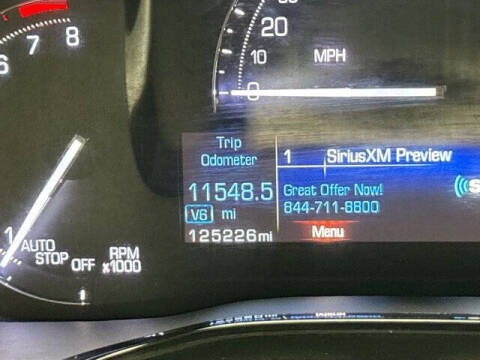 6 7 8
20
10
0
MPH
Trip
Odometer
11548.5
V6 mi
125226mi
1 SiriusXM Preview
Great Offer Now!
844-711-8800
Menu
1
AUTO
STOP OFF
RPM
x1000